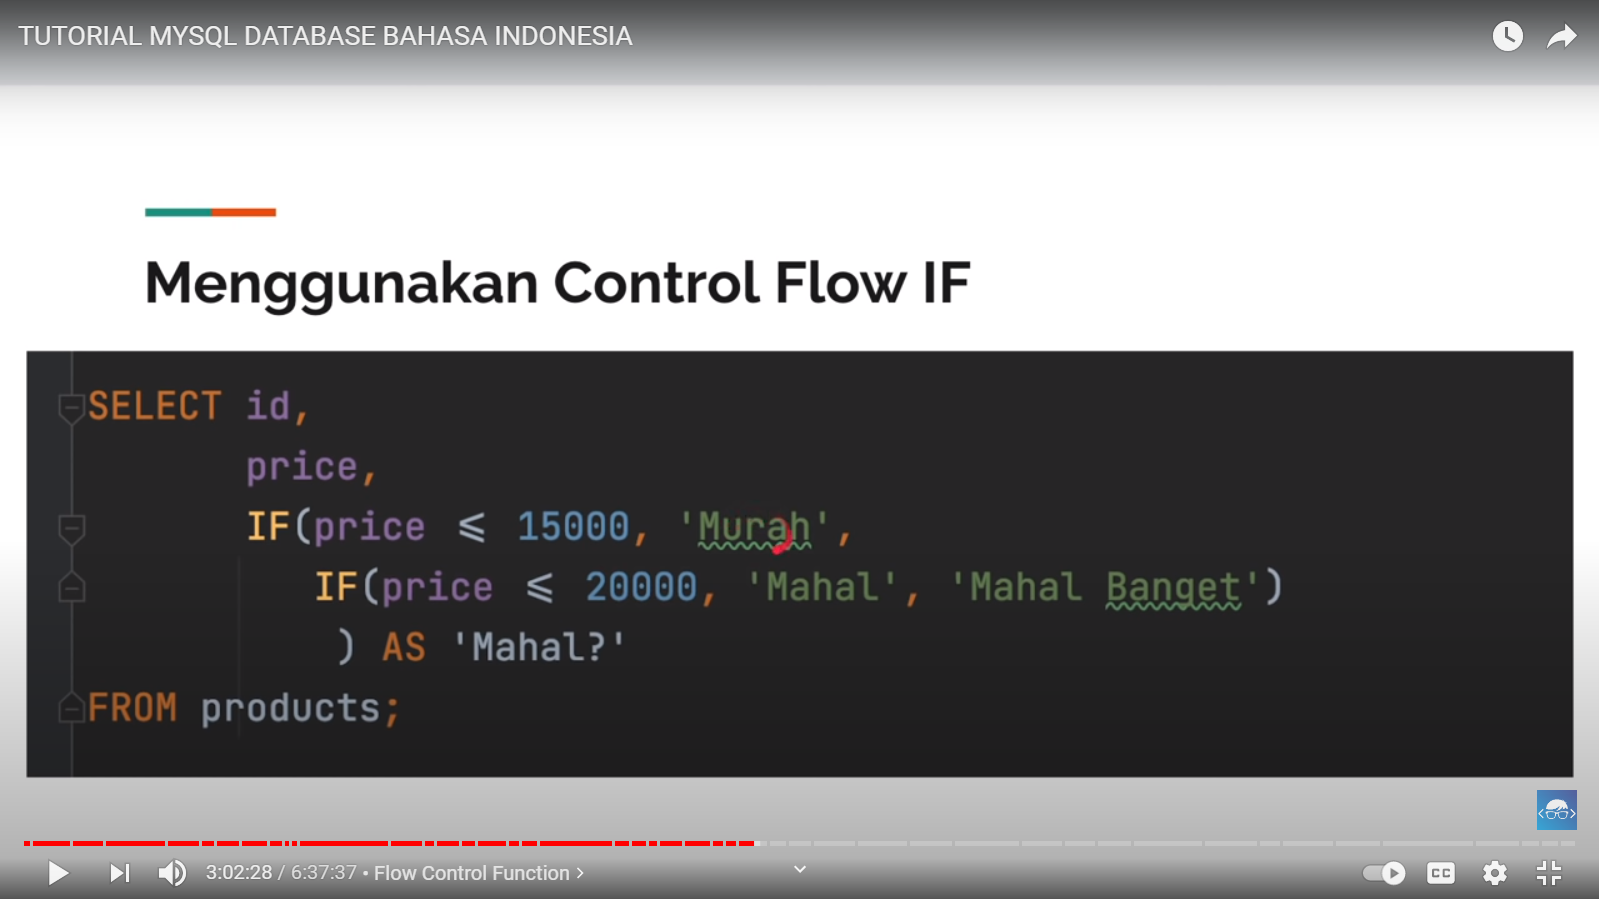 TUTORIAL MYSQL DATABASE BAHASA INDONESIA
Menggunakan Control Flow IF
SELECT id,
price,
IF(price <= 15000, 'Murah',
IF(price <= 20000, 'Mahal', 'Mahal Banget')
) AS 'Mahal?'
FROM products;
3:02:28 / 6:37:37 • Flow Control Function >
CC